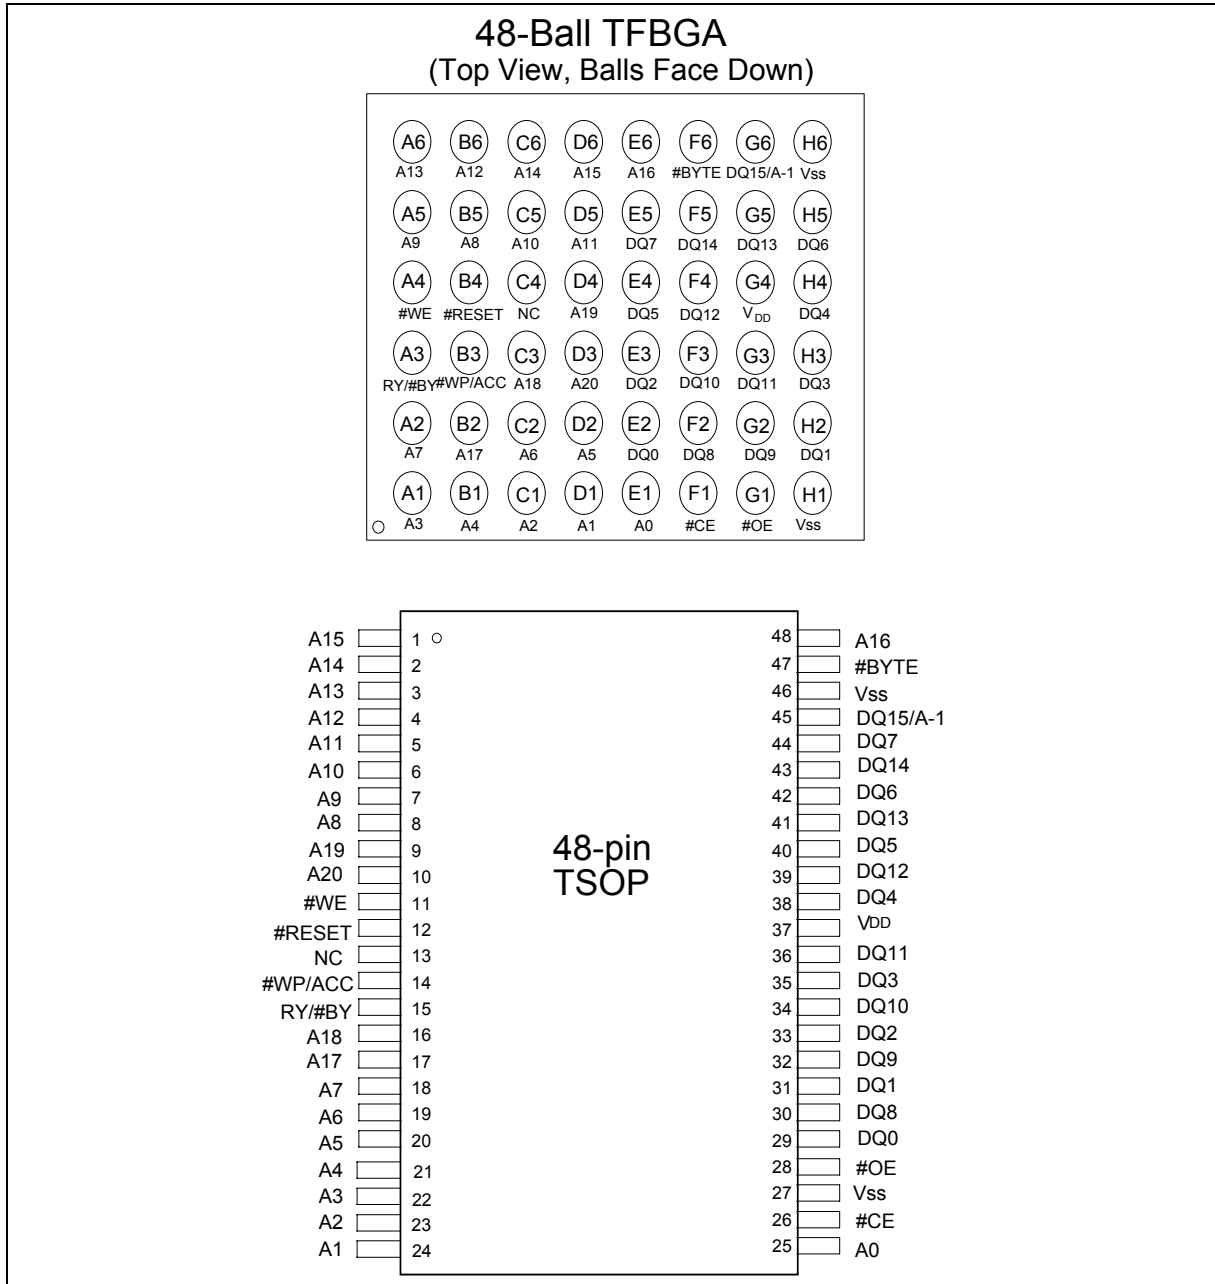 48-Ball TFBGA
(Top View, Balls Face Down)
A6 B6 C6 D6 E6 F6 G6 H6
A13 A12 A14 A15 A16 #BYTE DQ15/A-1 Vss
A5 B5 C5 D5 E5 F5 G5 H5
A9 A8 A10 A11 DQ7 DQ14 DQ13 DQ6
A4 B4 C4 D4 E4 F4 G4 H4
#WE #RESET NC A19 DQ5 DQ12 VDD DQ4
A3 B3 C3 D3 E3 F3 G3 H3
RY/#BY #WP/ACC A18 A20 DQ2 DQ10 DQ11 DQ3
A2 B2 C2 D2 E2 F2 G2 H2
A7 A17 A6 A5 DQ0 DQ8 DQ9 DQ1
A1 B1 C1 D1 E1 F1 G1 H1
A3 A4 A2 A1 A0 #CE #OE Vss
A15 1 48 A16
A14 2 47 #BYTE
A13 3 46 Vss
A12 4 45 DQ15/A-1
A11 5 44 DQ7
A10 6 43 DQ14
A9 7 42 DQ6
A8 8 41 DQ13
A19 9 40 DQ5
A20 10 39 DQ12
#WE 11 38 DQ4
#RESET 12 37 VDD
NC 13 36 DQ11
#WP/ACC 14 35 DQ3
RY/#BY 15 34 DQ10
A18 16 33 DQ2
A17 17 32 DQ9
A7 18 31 DQ1
A6 19 30 DQ8
A5 20 29 DQ0
A4 21 28 #OE
A3 22 27 Vss
A2 23 26 #CE
A1 24 25 A0
48-pin
TSOP